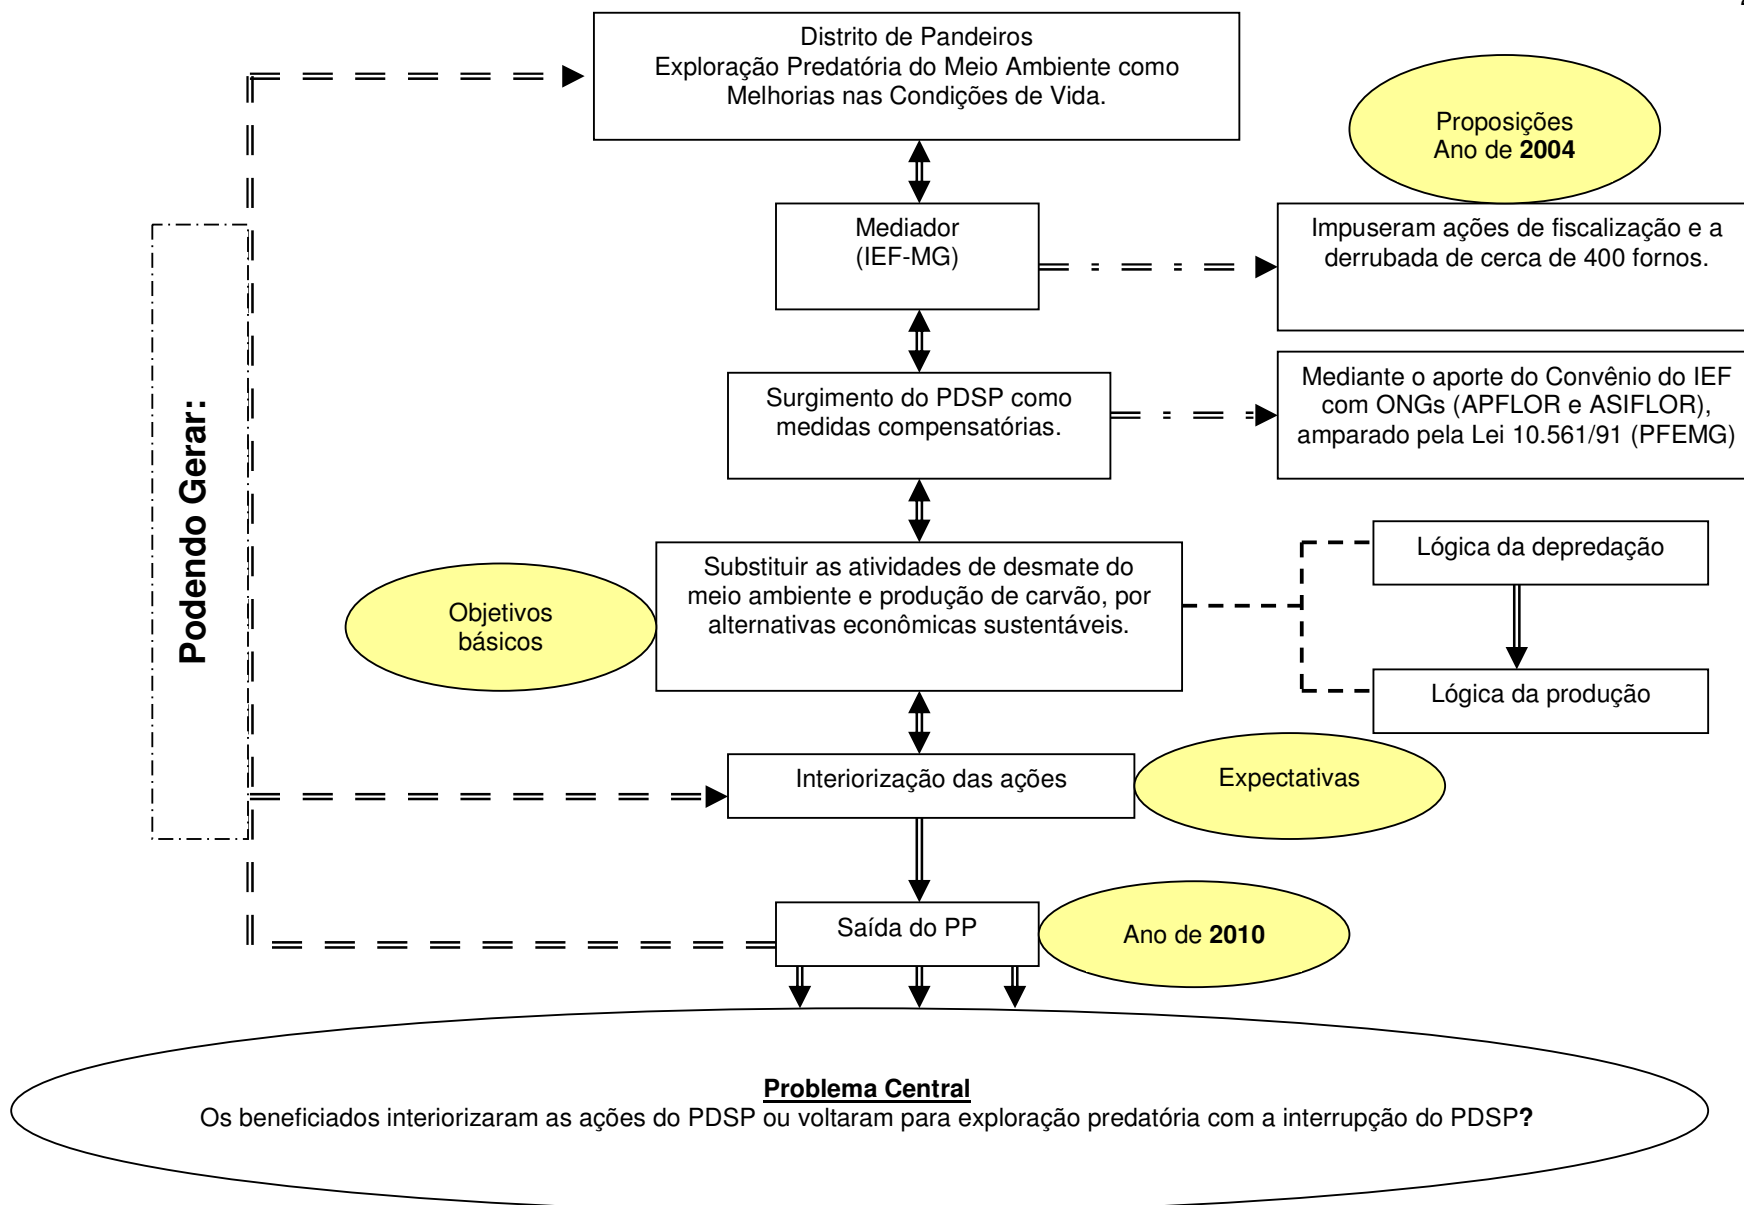 Distrito de Pandeiros
Exploração Predatória do Meio Ambiente como
Melhorias nas Condições de Vida.
Proposições
Ano de 2004
Mediador
(IEF-MG)
Impuseram ações de fiscalização e a
derrubada de cerca de 400 fornos.
Podendo Gerar:
Surgimento do PDSP como
medidas compensatórias.
Mediante o aporte do Convênio do IEF
com ONGs (APFLOR e ASIFLOR),
amparado pela Lei 10.561/91 (PFEMG)
Objetivos
básicos
Substituir as atividades de desmate do
meio ambiente e produção de carvão, por
alternativas econômicas sustentáveis.
Lógica da depredação
Lógica da produção
Interiorização das ações
Expectativas
Saída do PP
Ano de 2010
Problema Central
Os beneficiados interiorizaram as ações do PDSP ou voltaram para exploração predatória com a interrupção do PDSP?